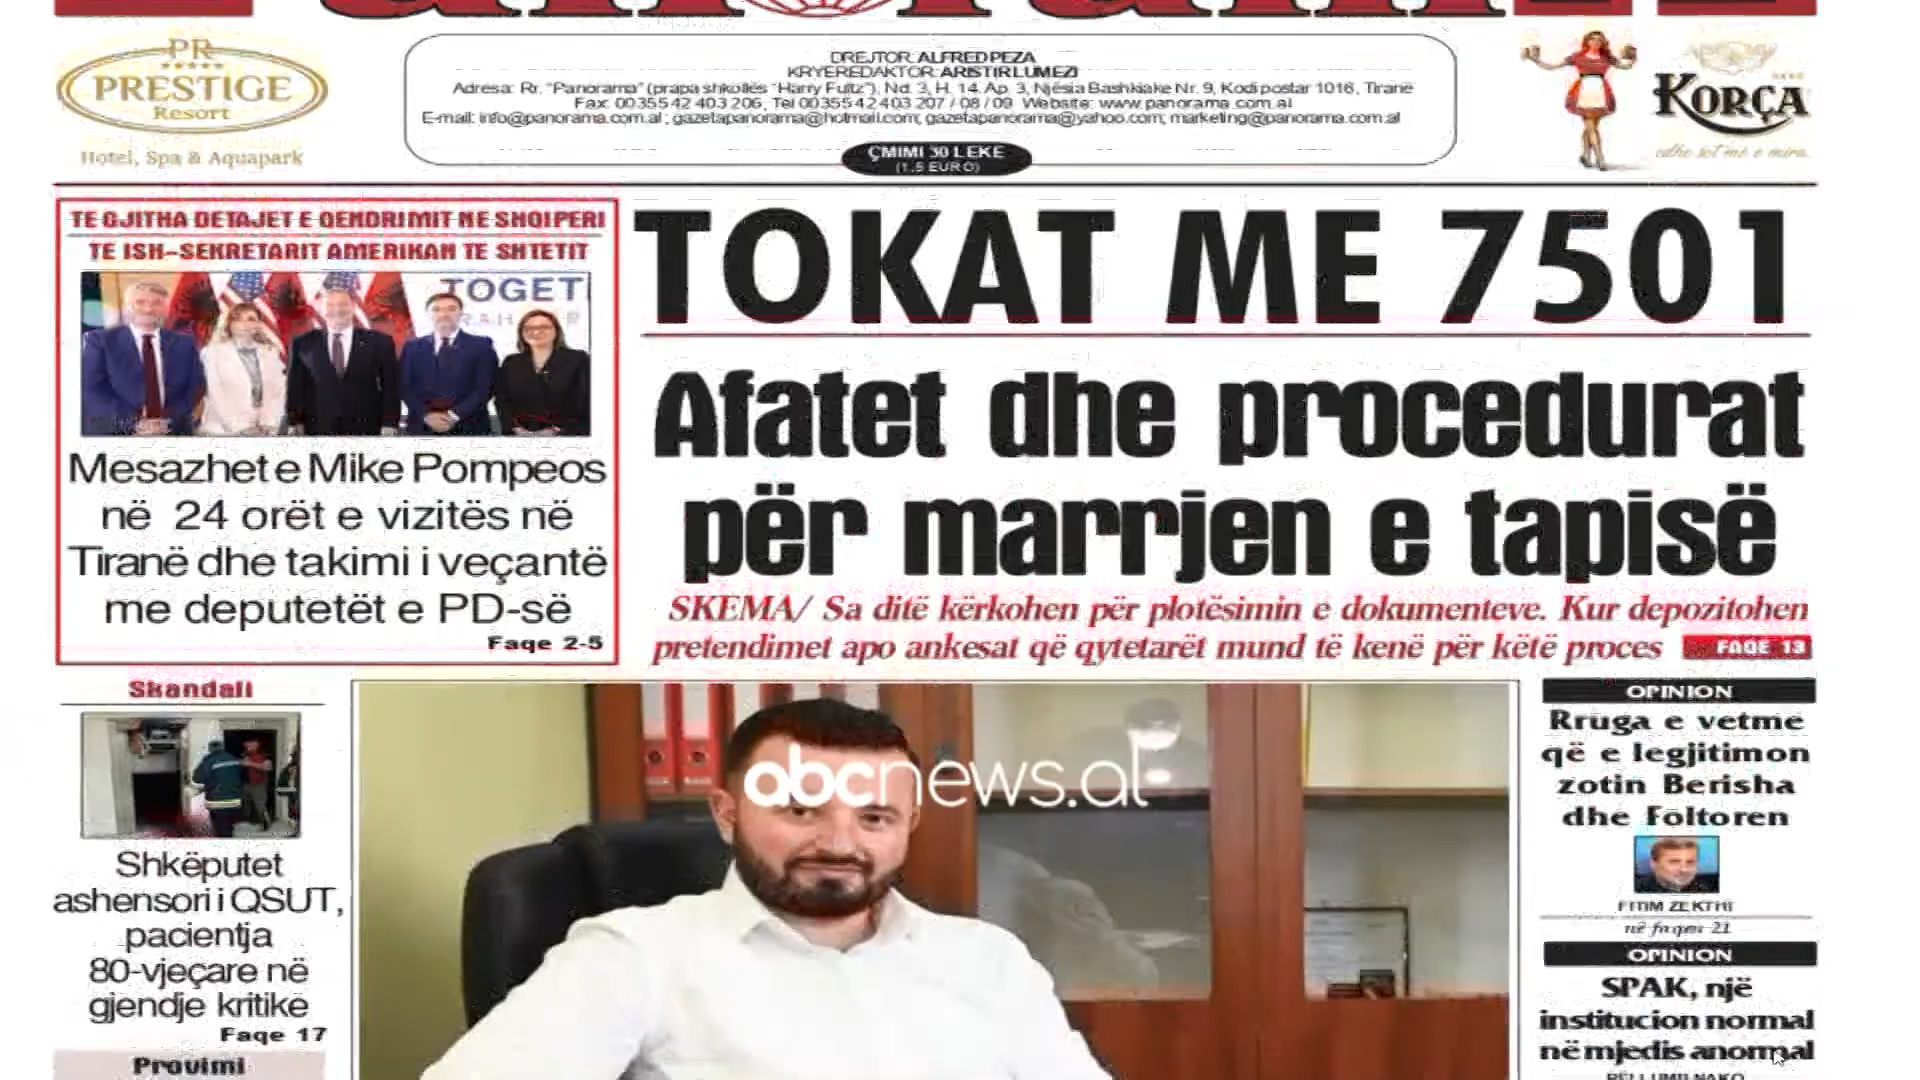 PR
PRESTIGE
Resort
Hotel, Spa & Aquapark
DREJTOR: ALFRED PEZA
KRYEREDAKTOR: ARISTIR LUMEZI
Adresa: Rr. "Panorama" (prapa shkollës "Harry Fultz"), Nd. 3, H. 14. Ap. 3, Njësia Bashkiake Nr. 9, Kodi postar 1016, Tiranë
Fax: 00355 42 403 206, Tel 00355 42 403 207 / 08 / 09 Website: www.panorama.com.al
E-mail: info@panorama.com.al; gazetapanorama@hotmail.com; gazetapanorama@yahoo.com; marketing@panorama.com.al
ÇMIMI 30 LEKE
(1.5 EURO)
KORÇA
edhe sot më e mira.
TE GJITHA DETAJET E QENDRIMIT NE SHQIPERI
TE ISH-SEKRETARIT AMERIKAN TE SHTETIT
TOGET
Mesazhet e Mike Pompeos
në 24 orët e vizitës në
Tiranë dhe takimi i veçantë
me deputetët e PD-së
Faqe 2-5
TOKAT ME 7501
Afatet dhe procedurat
për marrjen e tapisë
SKEMA/ Sa ditë kërkohen për plotësimin e dokumenteve. Kur depozitohen
pretendimet apo ankesat që qytetarët mund të kenë për këtë proces
FAQE 13
Skandali
Shkëputet
ashensori i QSUT,
pacientja
80-vjeçare në
gjendje kritike
Faqe 17
Provimi
abcnews.al
OPINION
Rruga e vetme
që e legjitimon
zotin Berisha
dhe Foltoren
FITIM ZEKTHI
në faqen 21
OPINION
SPAK, një
institucion normal
në mjedis anormal